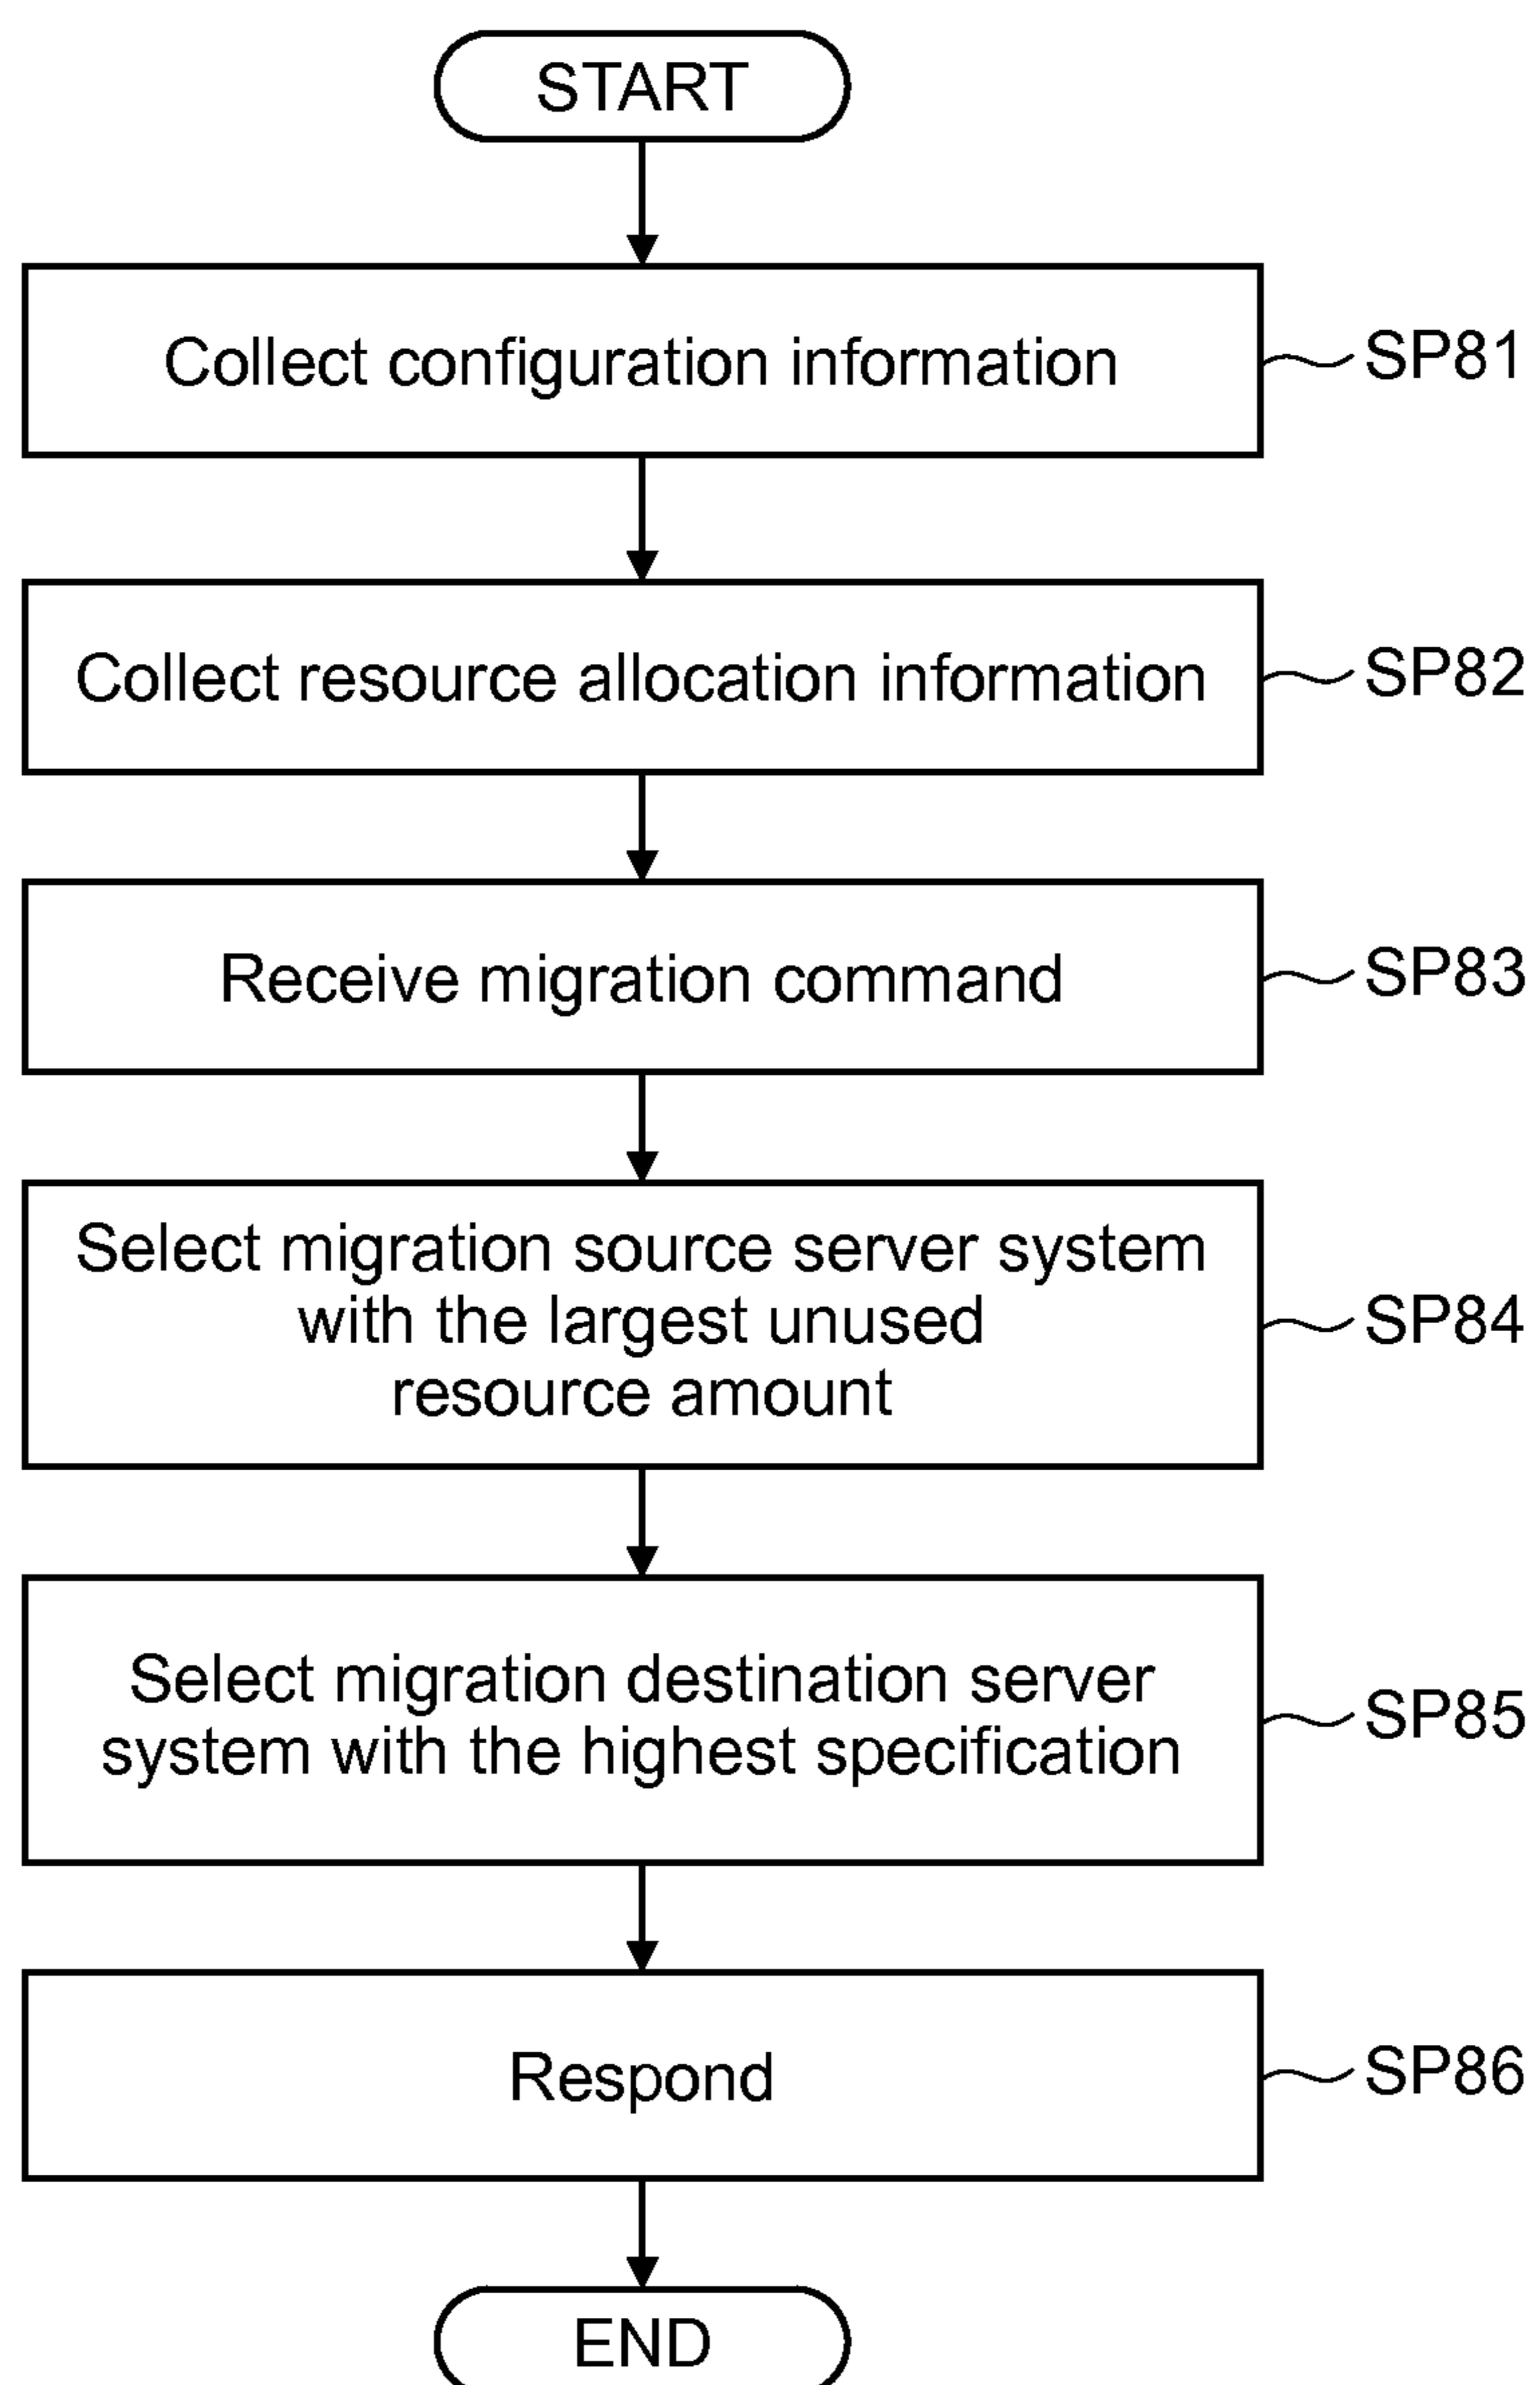 START
Collect configuration information
SP81
Collect resource allocation information
SP82
Receive migration command
SP83
Select migration source server system
with the largest unused
resource amount
SP84
Select migration destination server
system with the highest specification
SP85
Respond
SP86
END